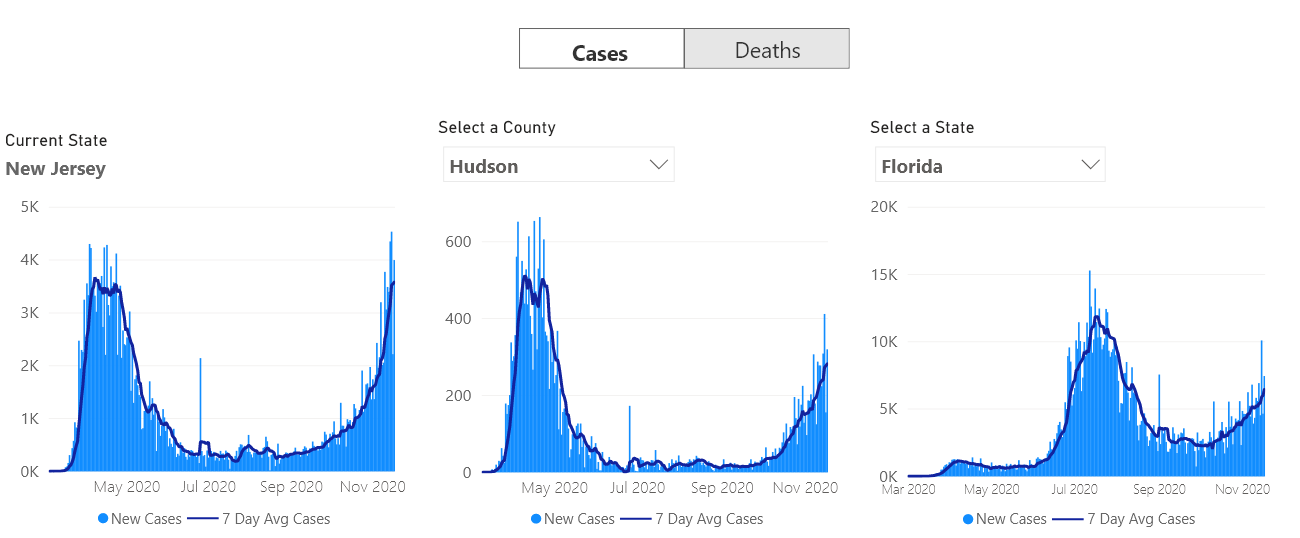 Cases
Deaths
Current State
New Jersey
5K
4K
3K
2K
1K
0K
May 2020 Jul 2020 Sep 2020 Nov 2020
New Cases 7 Day Avg Cases
Select a County
Hudson
600
400
200
0
May 2020 Jul 2020 Sep 2020 Nov 2020
New Cases 7 Day Avg Cases
Select a State
Florida
20K
15K
10K
5K
0K
Mar 2020 May 2020 Jul 2020 Sep 2020 Nov 2020
New Cases 7 Day Avg Cases